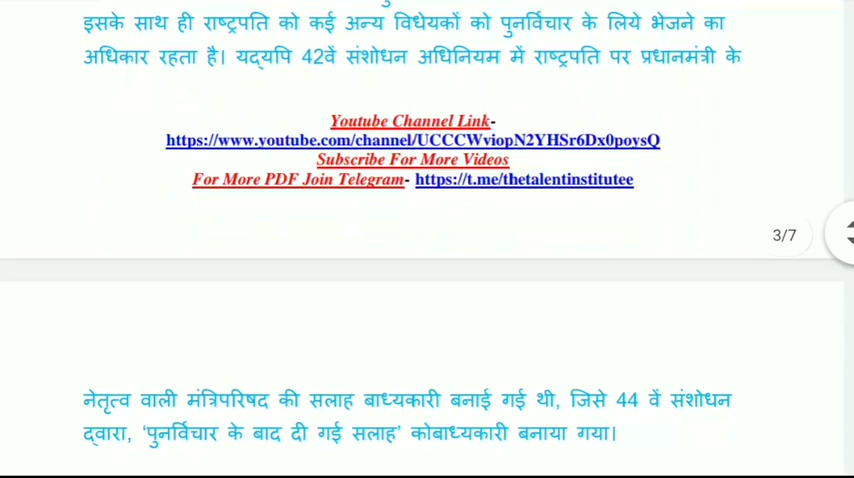 इसके साथ ही राष्ट्रपति को कई अन्य विधेयकों को पुनर्विचार के लिये भेजने का
अधिकार रहता है। यद्यपि 42वें संशोधन अधिनियम में राष्ट्रपति पर प्रधानमंत्री के
Youtube Channel Link-
https://www.youtube.com/channel/UCCCWviopN2YHSr6Dx0poysQ
Subscribe For More Videos
For More PDF Join Telegram- https://t.me/thetalentinstitutee
3/7
नेतृत्व वाली मंत्रिपरिषद की सलाह बाध्यकारी बनाई गई थी, जिसे 44 वें संशोधन
द्वारा, ‘पुनर्विचार के बाद दी गई सलाह’ कोबाध्यकारी बनाया गया।